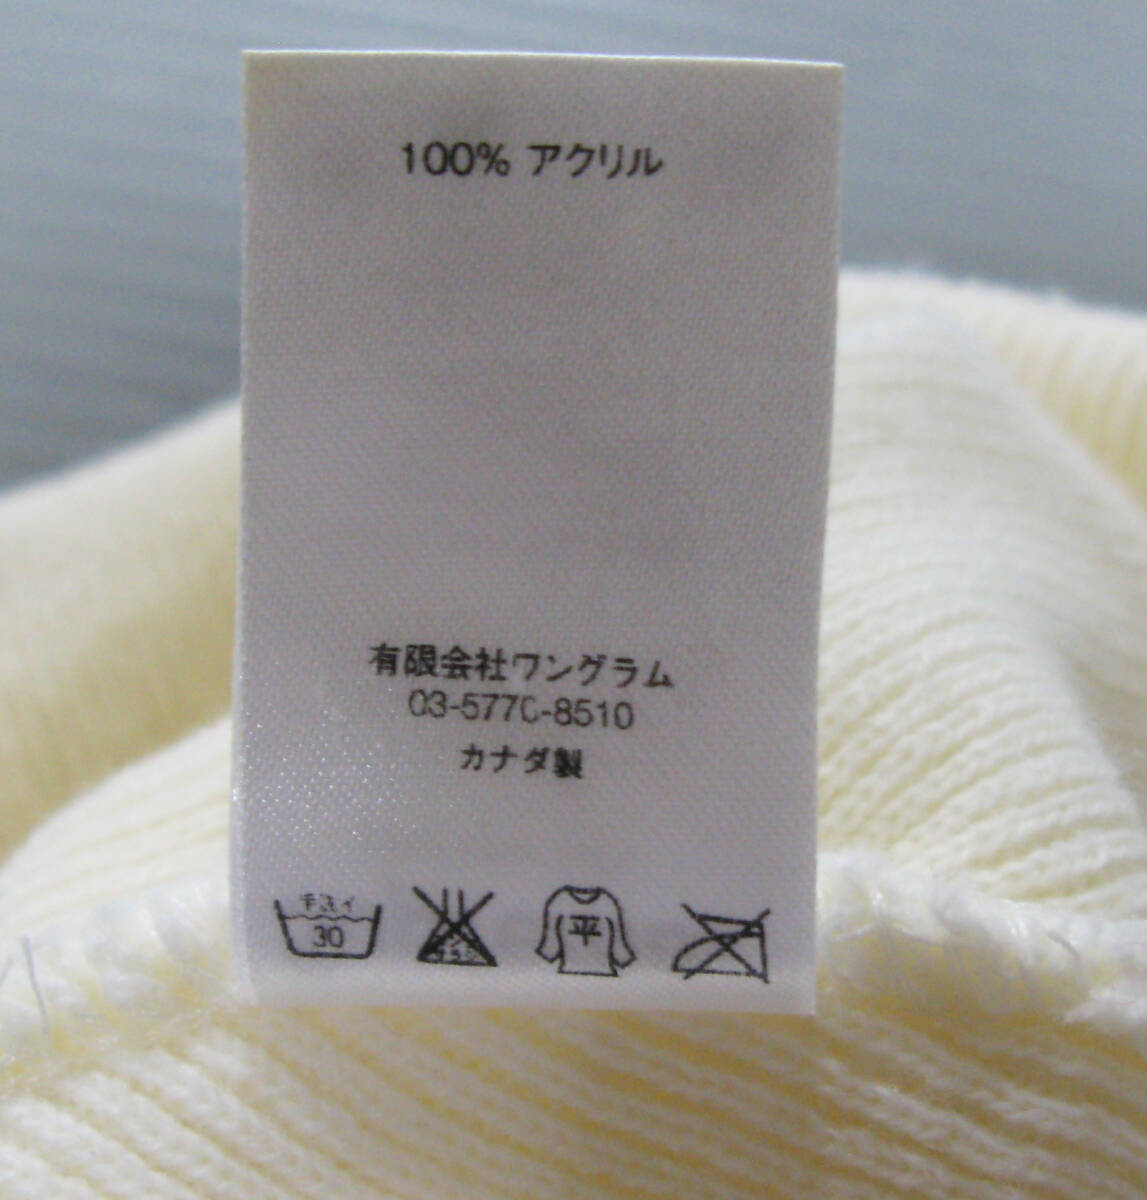 100% アクリル
有限会社ワングラム
03-5770-8510
カナダ製
手洗イ
30
平